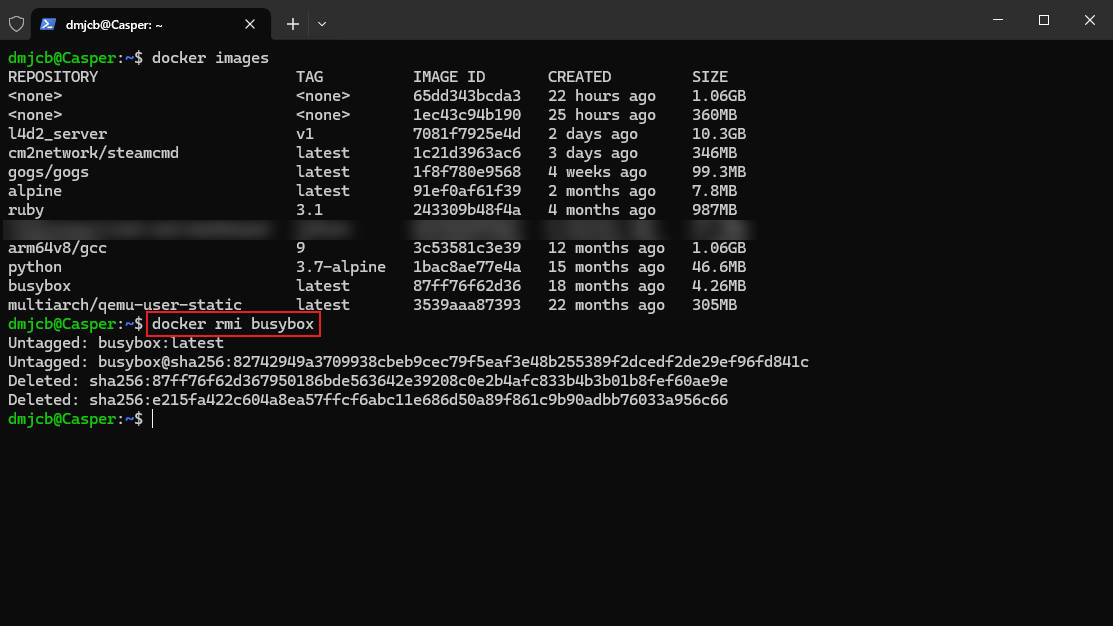 dmjcb@Casper: ~
dmjcb@Casper:~$ docker images
REPOSITORY TAG IMAGE ID CREATED SIZE
<none> <none> 65dd343bcda3 22 hours ago 1.06GB
<none> <none> 1ec43c94b190 25 hours ago 360MB
l4d2_server v1 7081f7925e4d 2 days ago 10.3GB
cm2network/steamcmd latest 1c21d3963ac6 3 days ago 346MB
gogs/gogs latest 1f8f780e9568 4 weeks ago 99.3MB
alpine latest 91ef0af61f39 2 months ago 7.8MB
ruby 3.1 243309b48f4a 4 months ago 987MB
arm64v8/gcc 9 3c53581c3e39 12 months ago 1.06GB
python 3.7-alpine 1bac8ae77e4a 15 months ago 46.6MB
busybox latest 87ff76f62d36 18 months ago 4.26MB
multiarch/qemu-user-static latest 3539aaa87393 22 months ago 305MB
dmjcb@Casper:~$ docker rmi busybox
Untagged: busybox:latest
Untagged: busybox@sha256:82742949a3709938cbeb9cec79f5eaf3e48b255389f2dcedf2de29ef96fd841c
Deleted: sha256:87ff76f62d367950186bde563642e39208c0e2b4afc833b4b3b01b8fef60ae9e
Deleted: sha256:e215fa422c604a8ea57ffcf6abc11e686d50a89f861c9b90adbb76033a956c66
dmjcb@Casper:~$